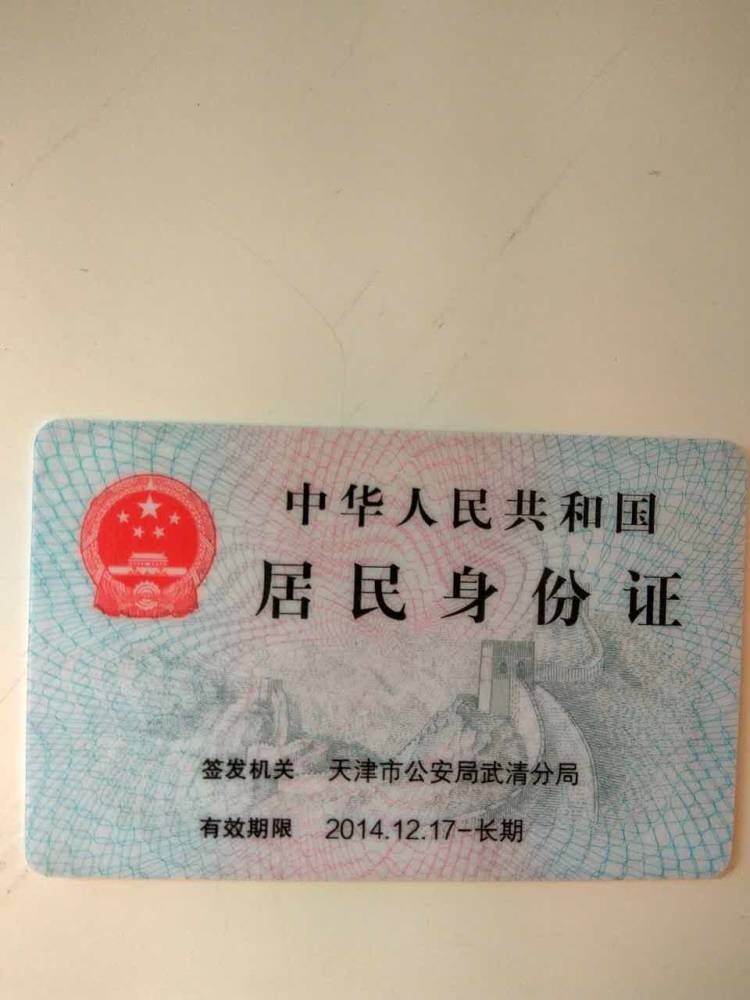 中华人民共和国
居民身份证
签发机关 天津市公安局武清分局
有效期限 2014.12.17-长期